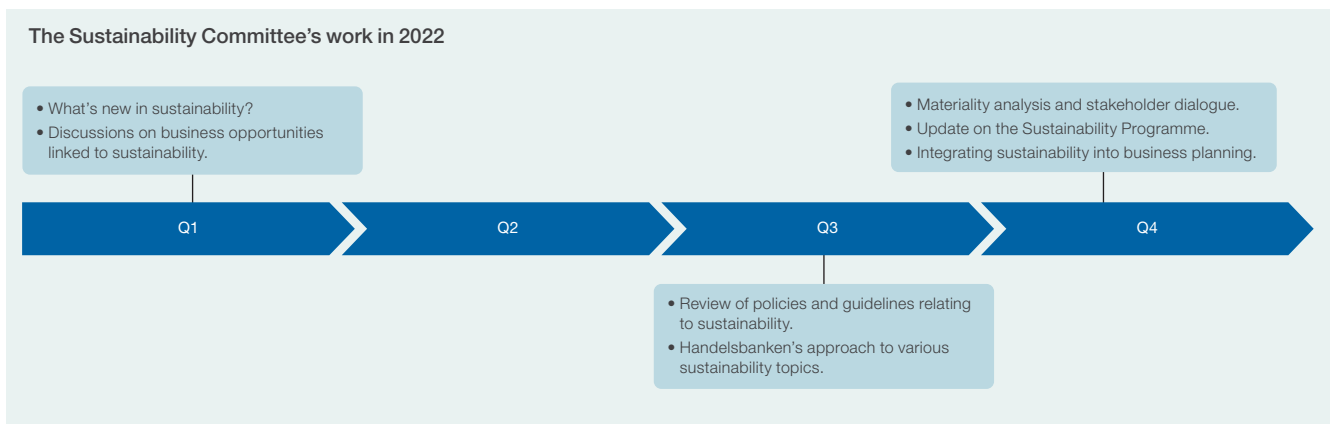 The Sustainability Committee's work in 2022
• What's new in sustainability?
• Discussions on business opportunities
linked to sustainability.
• Materiality analysis and stakeholder dialogue.
• Update on the Sustainability Programme.
• Integrating sustainability into business planning.
Q1
Q2
Q3
Q4
• Review of policies and guidelines relating
to sustainability.
• Handelsbanken's approach to various
sustainability topics.